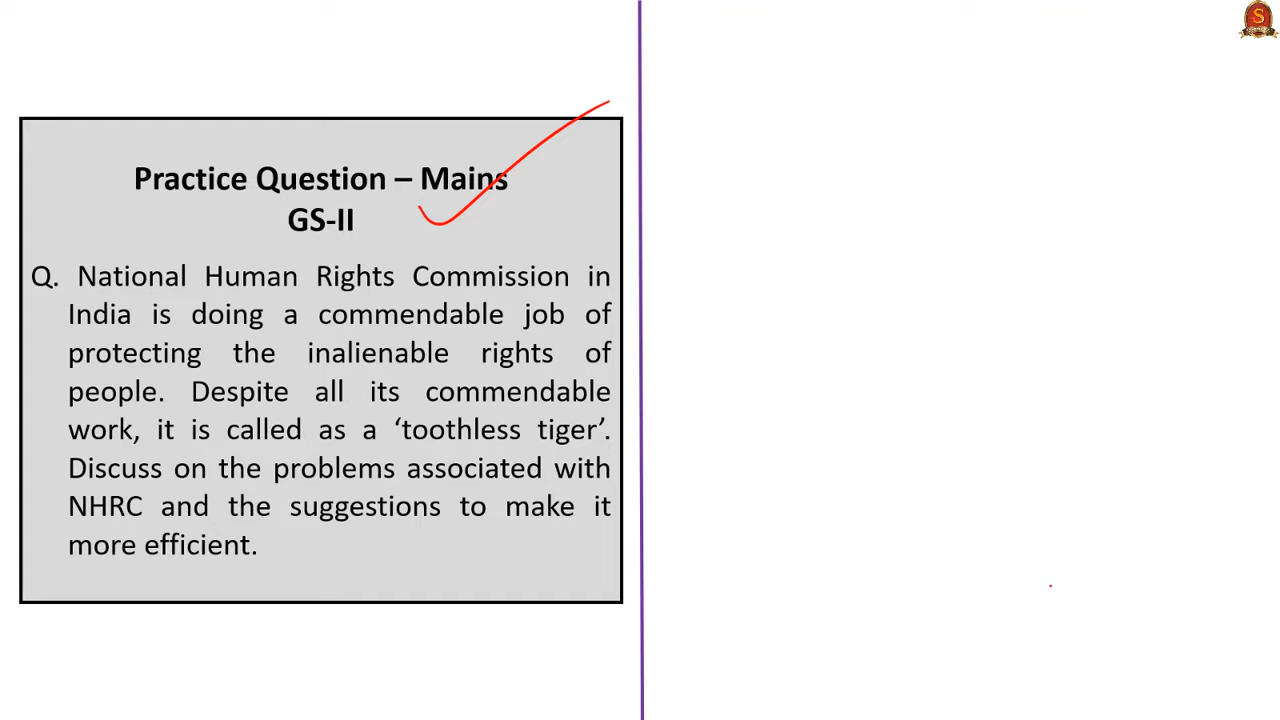 Practice Question – Mains
GS-II
Q. National Human Rights Commission in
India is doing a commendable job of
protecting the inalienable rights of
people. Despite all its commendable
work, it is called as a ‘toothless tiger’.
Discuss on the problems associated with
NHRC and the suggestions to make it
more efficient.
S